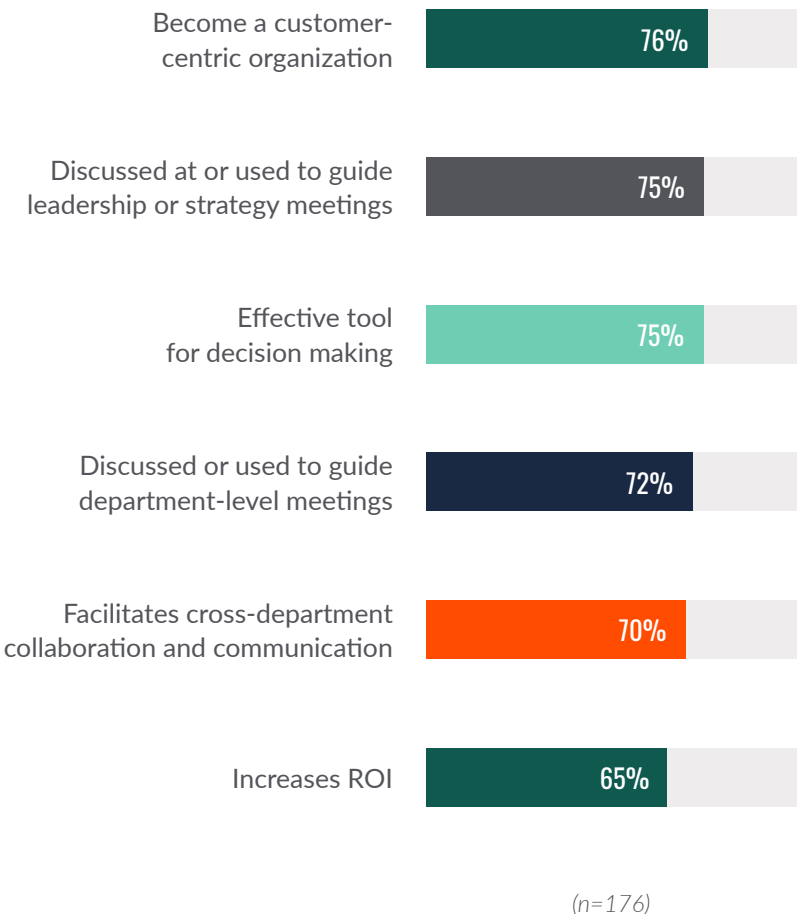 Become a customer-
centric organization
76%
Discussed at or used to guide
leadership or strategy meetings
75%
Effective tool
for decision making
75%
Discussed or used to guide
department-level meetings
72%
Facilitates cross-department
collaboration and communication
70%
Increases ROI
65%
(n=176)